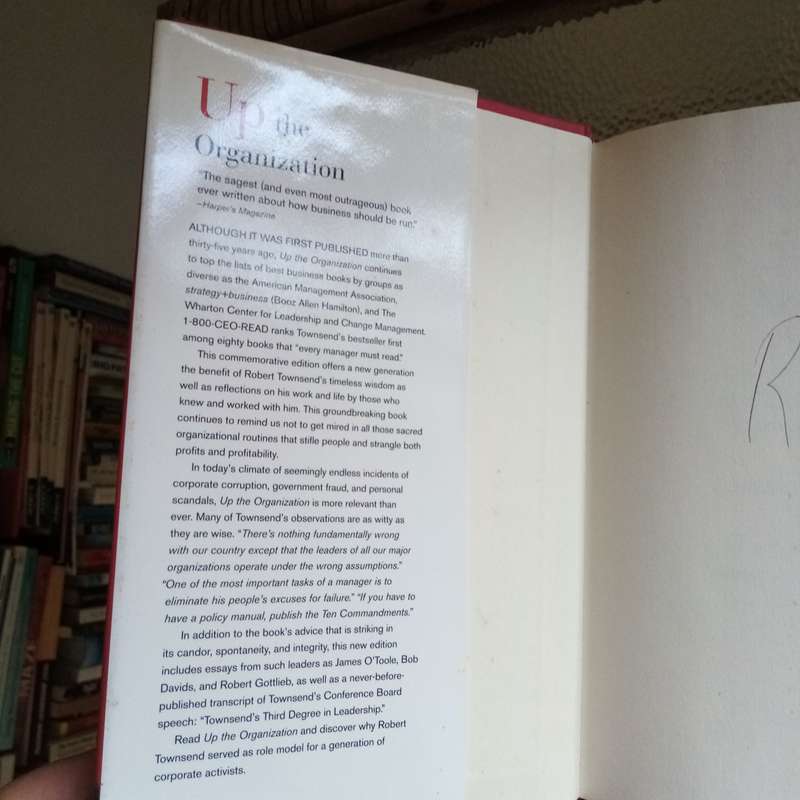 Up the
Organization
"The sagest (and even most outrageous) book
ever written about how business should be run."
—Harper's Magazine
ALTHOUGH IT WAS FIRST PUBLISHED more than
thirty-five years ago, Up the Organization continues
to top the lists of best business books by groups as
diverse as the American Management Association,
strategy+business (Booz Allen Hamilton), and The
Wharton Center for Leadership and Change Management.
1-800-CEO-READ ranks Townsend's bestseller first
among eighty books that "every manager must read."
This commemorative edition offers a new generation
the benefit of Robert Townsend's timeless wisdom as
well as reflections on his work and life by those who
knew and worked with him. This groundbreaking book
continues to remind us not to get mired in all those sacred
organizational routines that stifle people and strangle both
profits and profitability.
In today's climate of seemingly endless incidents of
corporate corruption, government fraud, and personal
scandals, Up the Organization is more relevant than
ever. Many of Townsend's observations are as witty as
they are wise. "There's nothing fundamentally wrong
with our country except that the leaders of all our major
organizations operate under the wrong assumptions."
"One of the most important tasks of a manager is to
eliminate his people's excuses for failure." "If you have to
have a policy manual, publish the Ten Commandments."
In addition to the book's advice that is striking in
its candor, spontaneity, and integrity, this new edition
includes essays from such leaders as James O'Toole, Bob
Davids, and Robert Gottlieb, as well as a never-before-
published transcript of Townsend's Conference Board
speech: "Townsend's Third Degree in Leadership."
Read Up the Organization and discover why Robert
Townsend served as role model for a generation of
corporate activists.
R